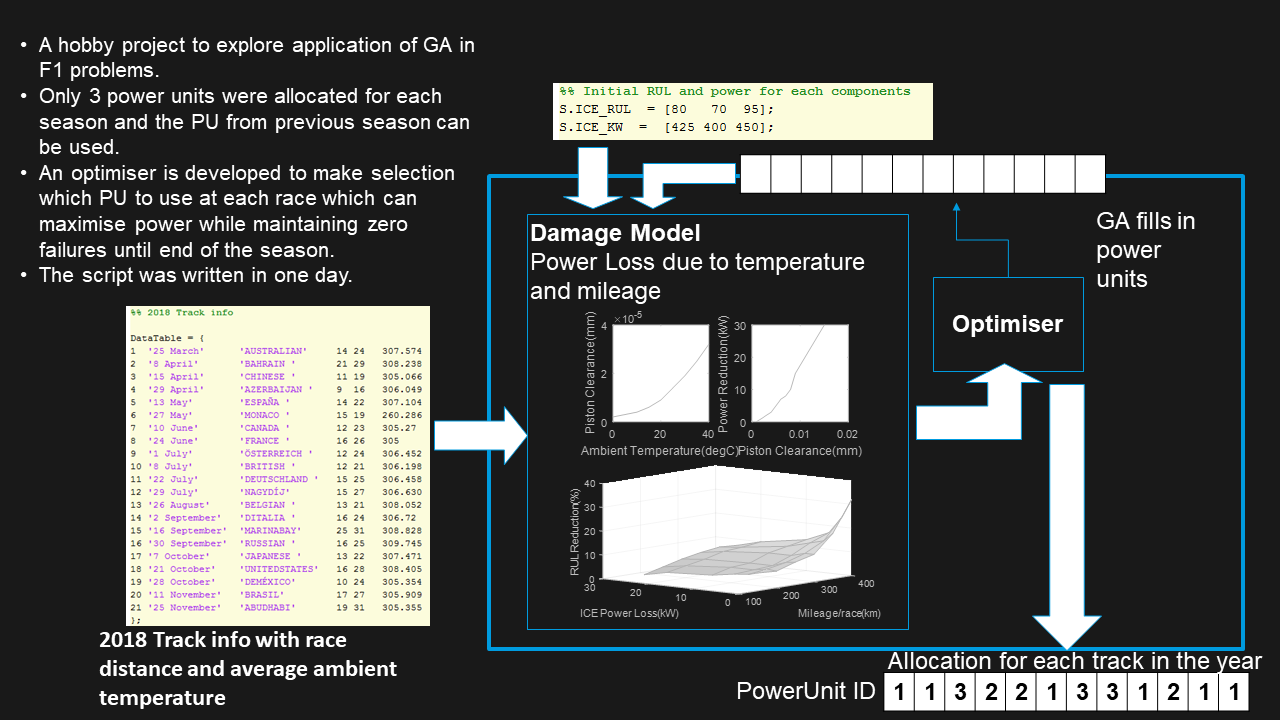 • A hobby project to explore application of GA in
F1 problems.
• Only 3 power units were allocated for each
season and the PU from previous season can
be used.
• An optimiser is developed to make selection
which PU to use at each race which can
maximise power while maintaining zero
failures until end of the season.
• The script was written in one day.
%% Initial RUL and power for each components
S.ICE_RUL = [80 70 95];
S.ICE_KW = [425 400 450];
GA fills in
power
units
Damage Model
Power Loss due to temperature
and mileage
Optimiser
×10-5
4
2
0
Piston Clearance(mm)
0 20 40
Ambient Temperature(degC)
30
20
10
0
Power Reduction(kW)
0 0.01 0.02
Piston Clearance(mm)
40
30
20
10
0
RULReduction(%)
30 20 10 0
ICE Power Loss(kW)
100 200 300 400
Mileage/race(km)
%% 2018 Track info
DataTable = {
1 '25 March' 'AUSTRALIAN' 14 24 307.574
2 '8 April' 'BAHRAIN ' 21 29 308.238
3 '15 April' 'CHINESE ' 11 19 305.066
4 '29 April' 'AZERBAIJAN ' 9 16 306.049
5 '13 May' 'ESPAÑA ' 14 22 307.104
6 '27 May' 'MONACO ' 15 19 260.286
7 '10 June' 'CANADA ' 12 23 305.27
8 '24 June' 'FRANCE ' 16 26 305
9 '1 July' 'ÖSTERREICH ' 12 24 306.452
10 '8 July' 'BRITISH ' 12 21 306.198
11 '22 July' 'DEUTSCHLAND ' 15 25 306.458
12 '29 July' 'NAGYDÍJ' 15 27 306.630
13 '26 August' 'BELGIAN ' 13 21 308.052
14 '2 September' 'DITALIA ' 16 24 306.72
15 '16 September' 'MARINABAY' 25 31 308.828
16 '30 September' 'RUSSIAN ' 16 25 309.745
17 '7 October' 'JAPANESE ' 13 22 307.471
18 '21 October' 'UNITEDSTATES' 16 28 308.405
19 '28 October' 'DEMÉXICO' 10 24 305.354
20 '11 November' 'BRASIL' 17 27 305.909
21 '25 November' 'ABUDHABI' 19 31 305.355
};
2018 Track info with race
distance and average ambient
temperature
Allocation for each track in the year
PowerUnit ID 1 1 3 2 2 1 3 3 1 2 1 1